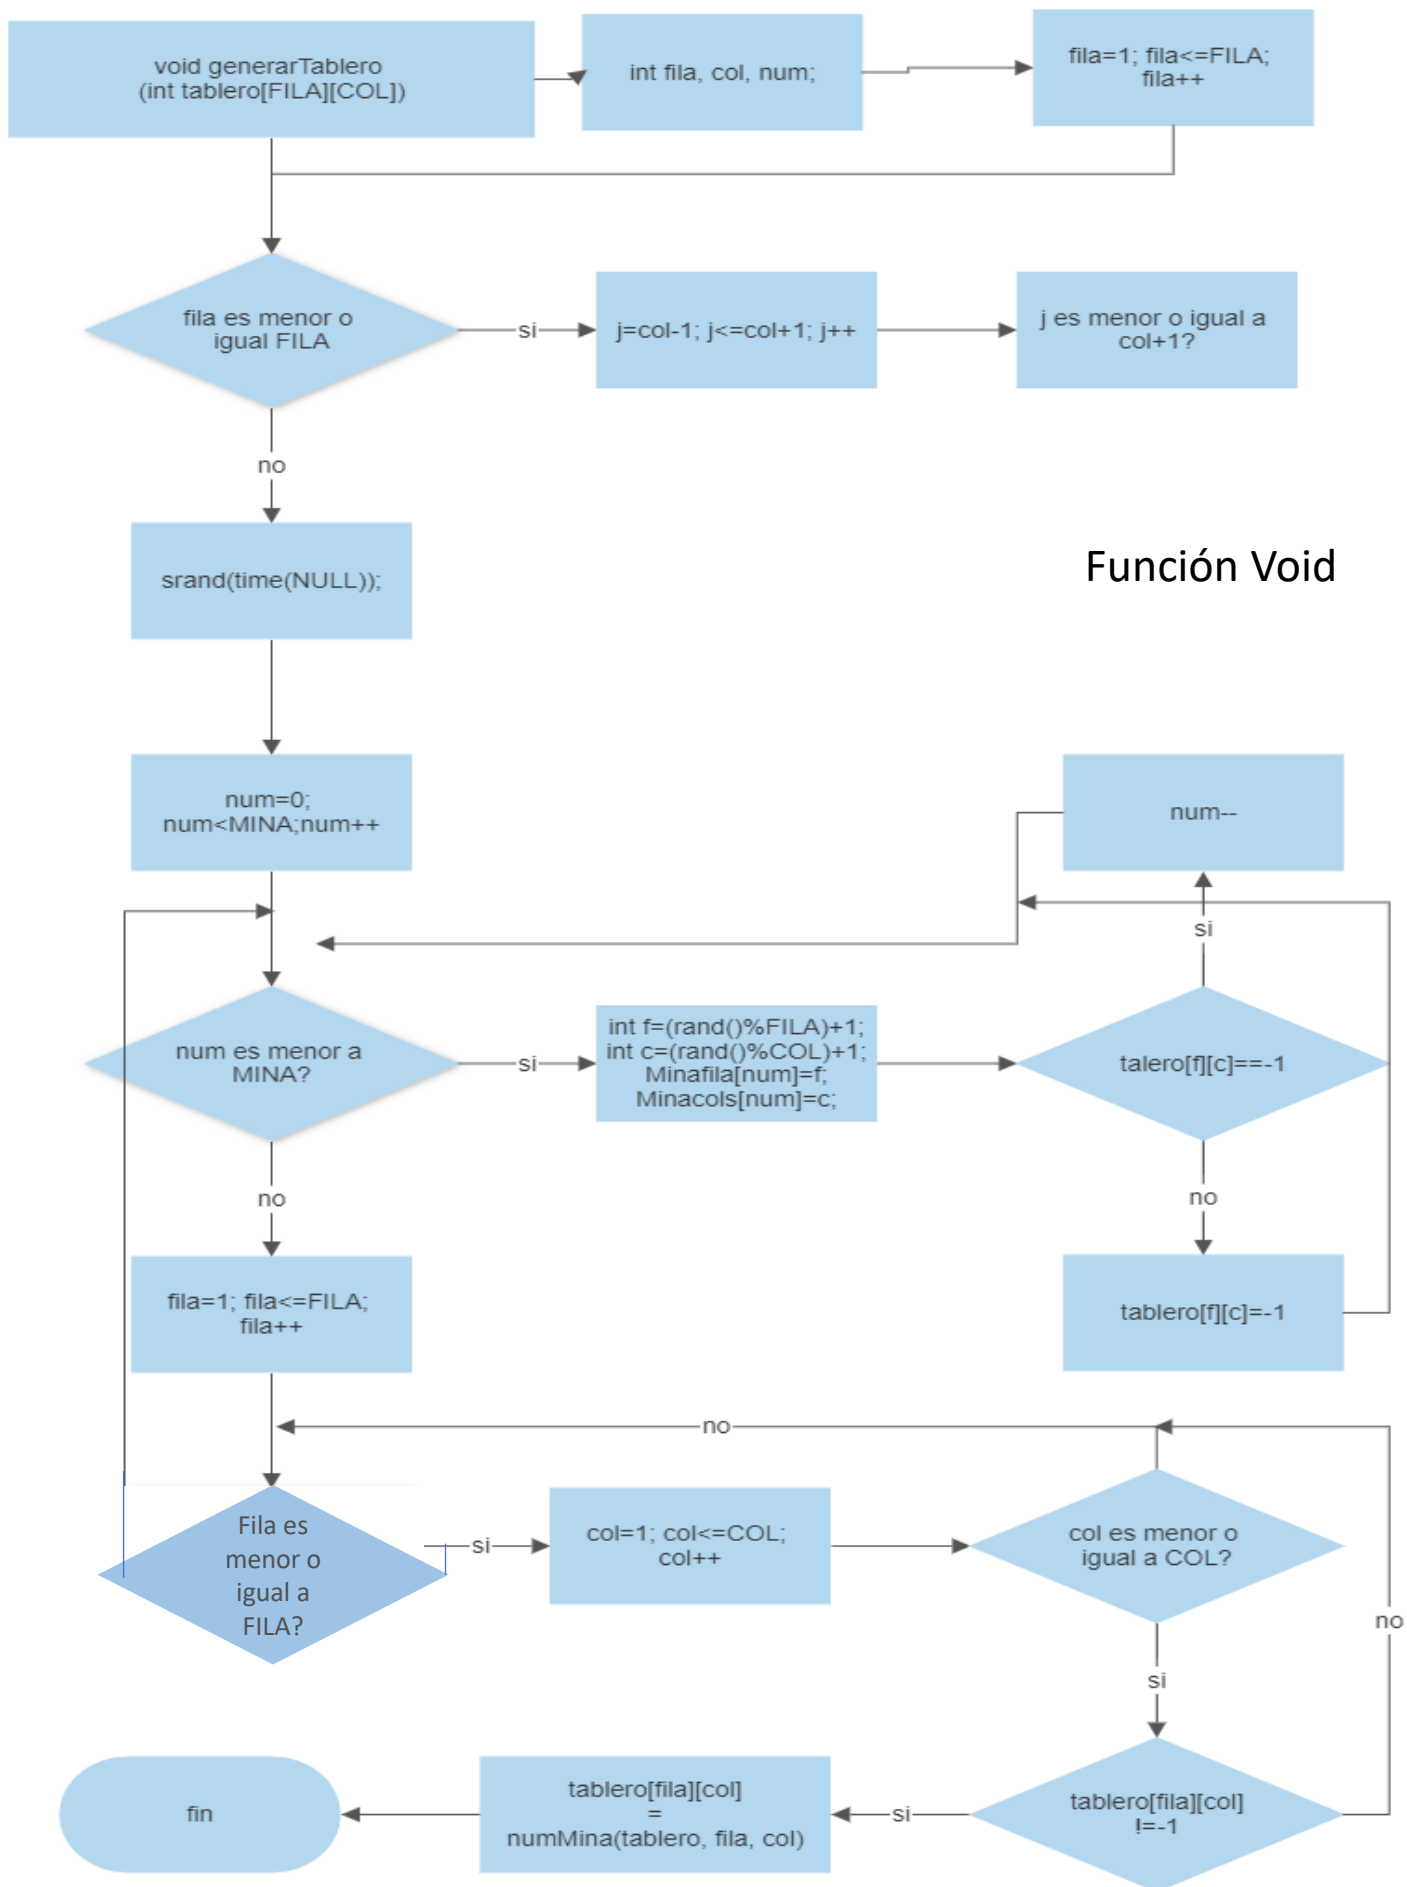 void generarTablero
(int tablero[FILA][COL])
int fila, col, num;
fila=1; fila<=FILA;
fila++
fila es menor o
igual FILA
si
j=col-1; j<=col+1; j++
j es menor o igual a
col+1?
no
srand(time(NULL));
Función Void
num=0;
num<MINA;num++
num--
si
num es menor a
MINA?
si
int f=(rand()%FILA)+1;
int c=(rand()%COL)+1;
Minafila[num]=f;
Minacols[num]=c;
talero[f][c]==-1
no
no
fila=1; fila<=FILA;
fila++
tablero[f][c]=-1
no
Fila es
menor o
igual a
FILA?
si
col=1; col<=COL;
col++
col es menor o
igual a COL?
no
si
fin
tablero[fila][col]
=
numMina(tablero, fila, col)
si
tablero[fila][col]
!=-1